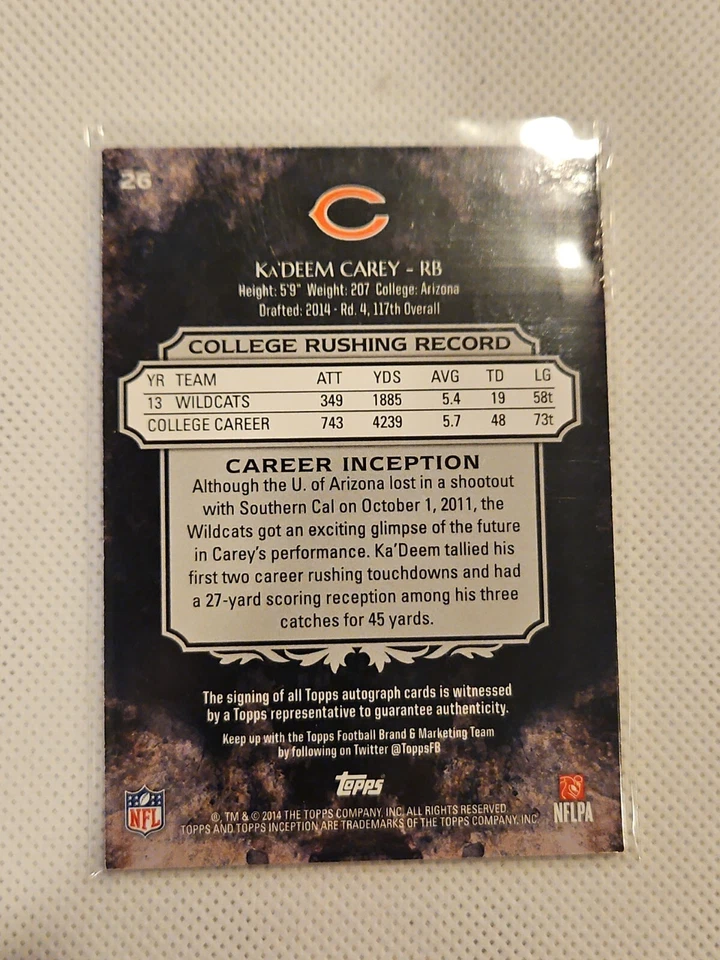 26
KA'DEEM CAREY - RB
Height: 5'9" Weight: 207 College: Arizona
Drafted: 2014 - Rd. 4, 117th Overall
COLLEGE RUSHING RECORD
YR TEAM ATT YDS AVG TD LG
13 WILDCATS 349 1885 5.4 19 58t
COLLEGE CAREER 743 4239 5.7 48 73t
CAREER INCEPTION
Although the U. of Arizona lost in a shootout
with Southern Cal on October 1, 2011, the
Wildcats got an exciting glimpse of the future
in Carey's performance. Ka'Deem tallied his
first two career rushing touchdowns and had
a 27-yard scoring reception among his three
catches for 45 yards.
The signing of all Topps autograph cards is witnessed
by a Topps representative to guarantee authenticity.
Keep up with the Topps Football Brand & Marketing Team
by following on Twitter @ToppsFB
Topps
NFL
NFLPA
®, TM & © 2014 THE TOPPS COMPANY, INC. ALL RIGHTS RESERVED.
TOPPS AND TOPPS INCEPTION ARE TRADEMARKS OF THE TOPPS COMPANY, INC.